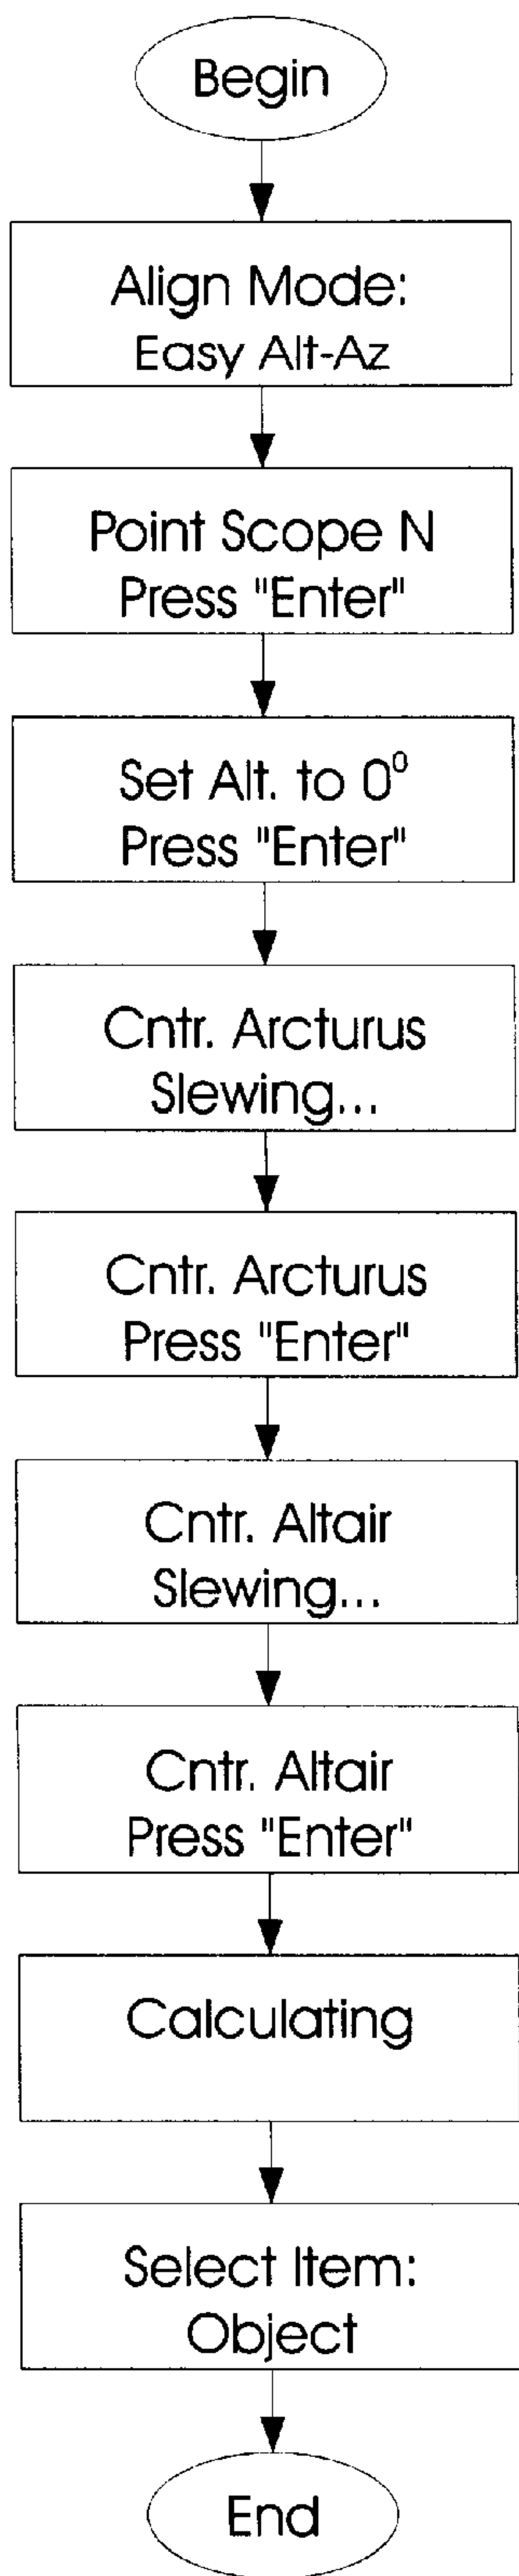 Begin
Align Mode:
Easy Alt-Az
Point Scope N
Press "Enter"
Set Alt. to 0⁰
Press "Enter"
Cntr. Arcturus
Slewing...
Cntr. Arcturus
Press "Enter"
Cntr. Altair
Slewing...
Cntr. Altair
Press "Enter"
Calculating
Select Item:
Object
End